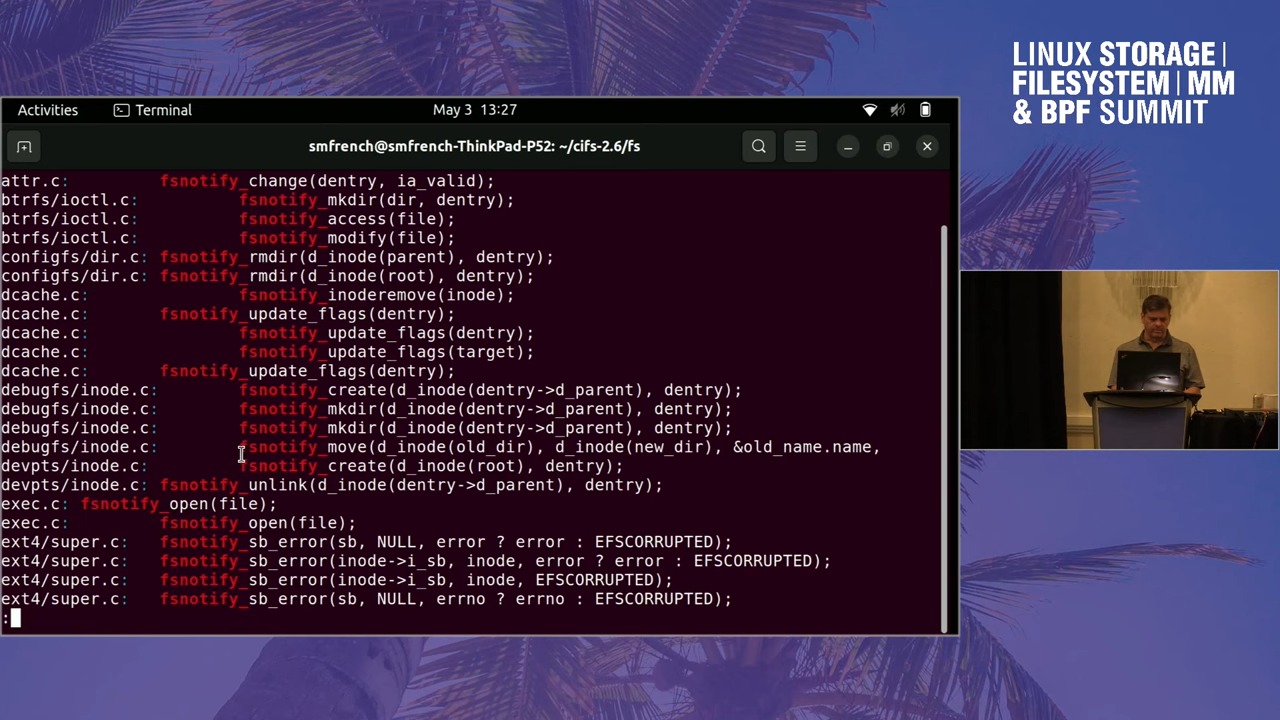 LINUX STORAGE |
FILESYSTEM | MM
& BPF SUMMIT
Activities Terminal May 3 13:27
smfrench@smfrench-ThinkPad-P52: ~/cifs-2.6/fs
attr.c: fsnotify_change(dentry, ia_valid);
btrfs/ioctl.c: fsnotify_mkdir(dir, dentry);
btrfs/ioctl.c: fsnotify_access(file);
btrfs/ioctl.c: fsnotify_modify(file);
configfs/dir.c: fsnotify_rmdir(d_inode(parent), dentry);
configfs/dir.c: fsnotify_rmdir(d_inode(root), dentry);
dcache.c: fsnotify_inoderemove(inode);
dcache.c: fsnotify_update_flags(dentry);
dcache.c: fsnotify_update_flags(dentry);
dcache.c: fsnotify_update_flags(target);
dcache.c: fsnotify_update_flags(dentry);
debugfs/inode.c: fsnotify_create(d_inode(dentry->d_parent), dentry);
debugfs/inode.c: fsnotify_mkdir(d_inode(dentry->d_parent), dentry);
debugfs/inode.c: fsnotify_mkdir(d_inode(dentry->d_parent), dentry);
debugfs/inode.c: fsnotify_move(d_inode(old_dir), d_inode(new_dir), &old_name.name,
devpts/inode.c: fsnotify_create(d_inode(root), dentry);
devpts/inode.c: fsnotify_unlink(d_inode(dentry->d_parent), dentry);
exec.c: fsnotify_open(file);
exec.c: fsnotify_open(file);
ext4/super.c: fsnotify_sb_error(sb, NULL, error ? error : EFSCORRUPTED);
ext4/super.c: fsnotify_sb_error(inode->i_sb, inode, error ? error : EFSCORRUPTED);
ext4/super.c: fsnotify_sb_error(inode->i_sb, inode, EFSCORRUPTED);
ext4/super.c: fsnotify_sb_error(sb, NULL, errno ? errno : EFSCORRUPTED);
: